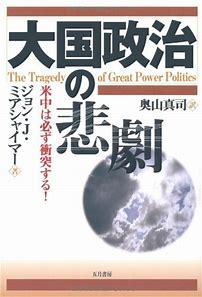 大国政治
The Tragedy of Great Power Politics
の悲劇
米中は必ず衝突する!
ジョン・J・
ミアシャイマー 著
奥山真司 訳
五月書房